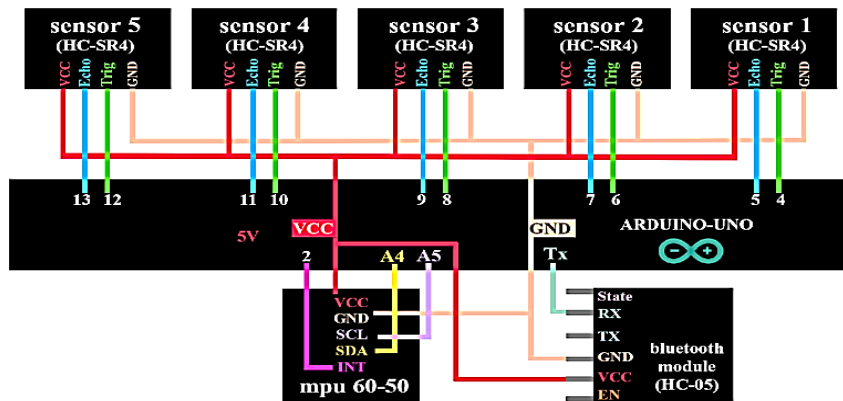 sensor 5
(HC-SR4)
VCC Echo Trig GND
sensor 4
(HC-SR4)
VCC Echo Trig GND
sensor 3
(HC-SR4)
VCC Echo Trig GND
sensor 2
(HC-SR4)
VCC Echo Trig GND
sensor 1
(HC-SR4)
VCC Echo Trig GND
13 12 11 10 9 8 7 6 5 4
5V VCC GND ARDUINO-UNO
2 A4 A5 Tx
VCC
GND
SCL
SDA
INT
mpu 60-50
State
RX
TX
GND
VCC
EN
bluetooth
module
(HC-05)